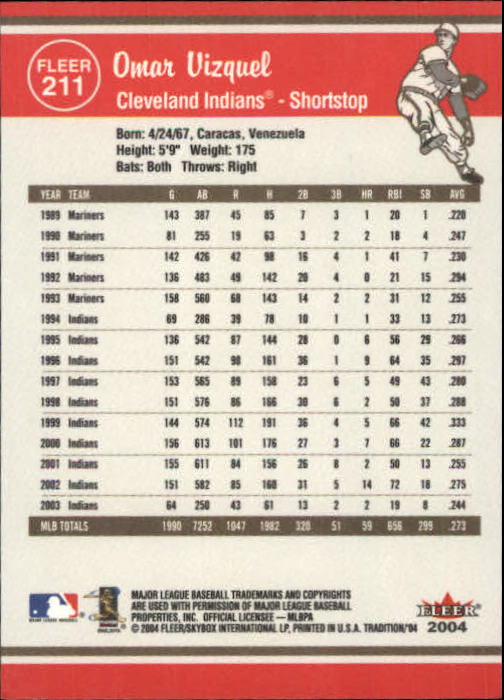 FLEER
211
Omar Vizquel
Cleveland Indians® - Shortstop
Born: 4/24/67, Caracas, Venezuela
Height: 5'9" Weight: 175
Bats: Both Throws: Right
YEAR TEAM G AB R H 2B 3B HR RBI SB AVG
1989 Mariners 143 387 45 85 7 3 1 20 1 .220
1990 Mariners 81 255 19 63 3 2 2 18 4 .247
1991 Mariners 142 426 42 98 16 4 1 41 7 .230
1992 Mariners 136 483 49 142 20 4 0 21 15 .294
1993 Mariners 158 560 68 143 14 2 2 31 12 .255
1994 Indians 69 286 39 78 10 1 1 33 13 .273
1995 Indians 136 542 87 144 28 0 6 56 29 .266
1996 Indians 151 542 98 161 36 1 9 64 35 .297
1997 Indians 153 565 89 158 23 6 5 49 43 .280
1998 Indians 151 576 86 166 30 6 2 50 37 .288
1999 Indians 144 574 112 191 36 4 5 66 42 .333
2000 Indians 156 613 101 176 27 3 7 66 22 .287
2001 Indians 155 611 84 156 26 8 2 50 13 .255
2002 Indians 151 582 85 160 31 5 14 72 18 .275
2003 Indians 64 250 43 61 13 2 2 19 8 .244
MLB TOTALS 1990 7252 1047 1982 320 51 59 656 299 .273
MAJOR LEAGUE BASEBALL TRADEMARKS AND COPYRIGHTS
ARE USED WITH PERMISSION OF MAJOR LEAGUE BASEBALL
PROPERTIES, INC. OFFICIAL LICENSEE – MLBPA
© 2004 FLEER/SKYBOX INTERNATIONAL LP, PRINTED IN U.S.A. TRADITION/'04
FLEER
2004